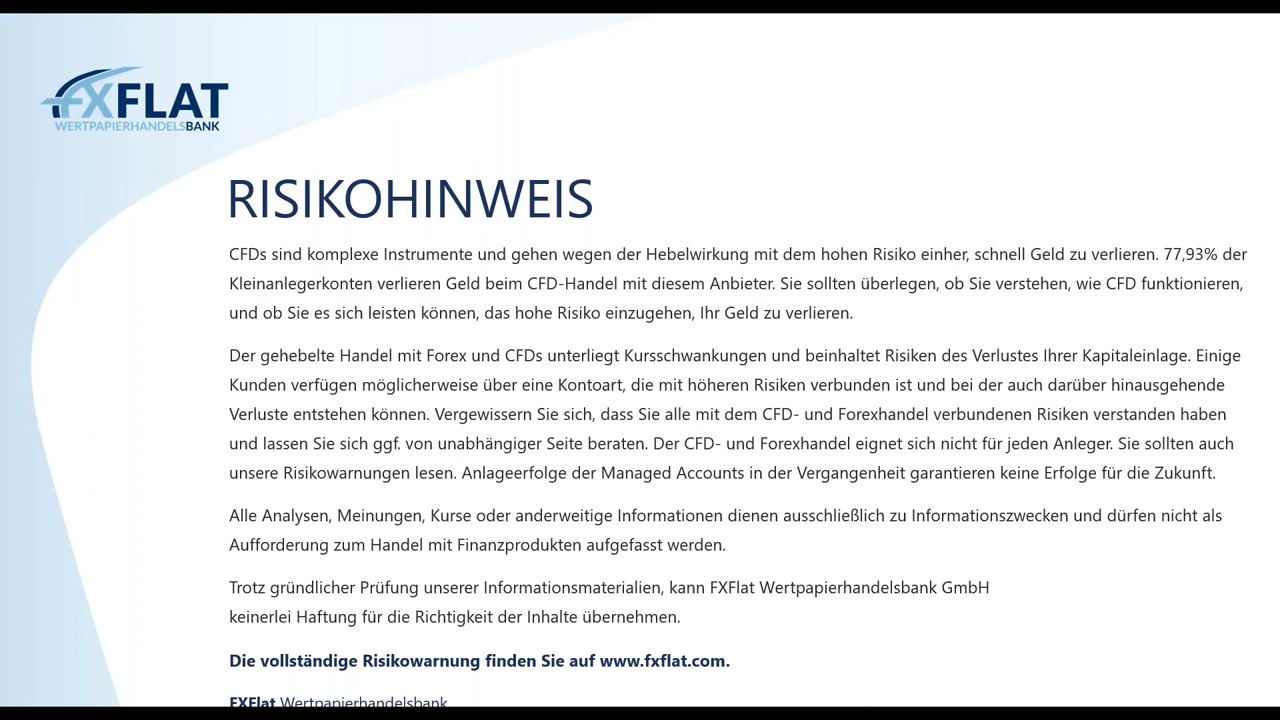 FXFLAT
WERTPAPIERHANDELSBANK
RISIKOHINWEIS
CFDs sind komplexe Instrumente und gehen wegen der Hebelwirkung mit dem hohen Risiko einher, schnell Geld zu verlieren. 77,93% der
Kleinanlegerkonten verlieren Geld beim CFD-Handel mit diesem Anbieter. Sie sollten überlegen, ob Sie verstehen, wie CFD funktionieren,
und ob Sie es sich leisten können, das hohe Risiko einzugehen, Ihr Geld zu verlieren.
Der gehebelte Handel mit Forex und CFDs unterliegt Kursschwankungen und beinhaltet Risiken des Verlustes Ihrer Kapitaleinlage. Einige
Kunden verfügen möglicherweise über eine Kontoart, die mit höheren Risiken verbunden ist und bei der auch darüber hinausgehende
Verluste entstehen können. Vergewissern Sie sich, dass Sie alle mit dem CFD- und Forexhandel verbundenen Risiken verstanden haben
und lassen Sie sich ggf. von unabhängiger Seite beraten. Der CFD- und Forexhandel eignet sich nicht für jeden Anleger. Sie sollten auch
unsere Risikowarnungen lesen. Anlageerfolge der Managed Accounts in der Vergangenheit garantieren keine Erfolge für die Zukunft.
Alle Analysen, Meinungen, Kurse oder anderweitige Informationen dienen ausschließlich zu Informationszwecken und dürfen nicht als
Aufforderung zum Handel mit Finanzprodukten aufgefasst werden.
Trotz gründlicher Prüfung unserer Informationsmaterialien, kann FXFlat Wertpapierhandelsbank GmbH
keinerlei Haftung für die Richtigkeit der Inhalte übernehmen.
Die vollständige Risikowarnung finden Sie auf www.fxflat.com.
FXFlat Wertpapierhandelsbank